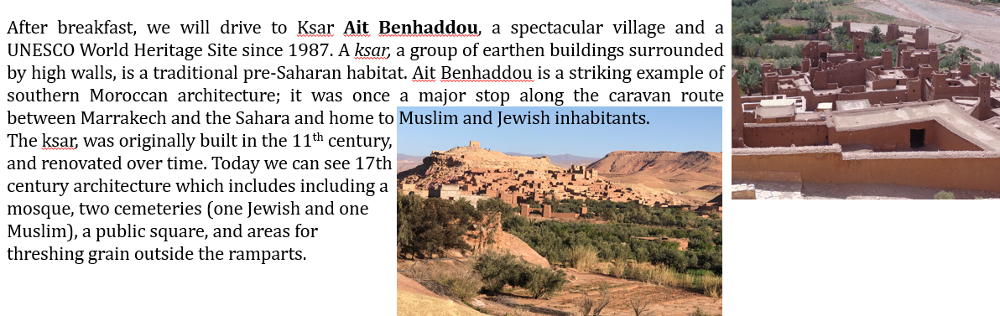 After breakfast, we will drive to Ksar Ait Benhaddou, a spectacular village and a
UNESCO World Heritage Site since 1987. A ksar, a group of earthen buildings surrounded
by high walls, is a traditional pre-Saharan habitat. Ait Benhaddou is a striking example of
southern Moroccan architecture; it was once a major stop along the caravan route
between Marrakech and the Sahara and home to Muslim and Jewish inhabitants.
The ksar, was originally built in the 11th century,
and renovated over time. Today we can see 17th
century architecture which includes including a
mosque, two cemeteries (one Jewish and one
Muslim), a public square, and areas for
threshing grain outside the ramparts.